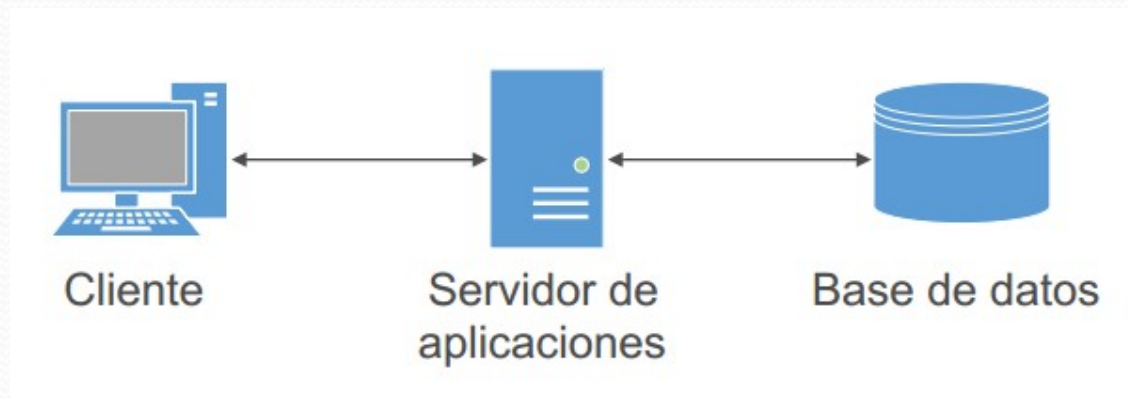 Cliente
Servidor de
aplicaciones
Base de datos